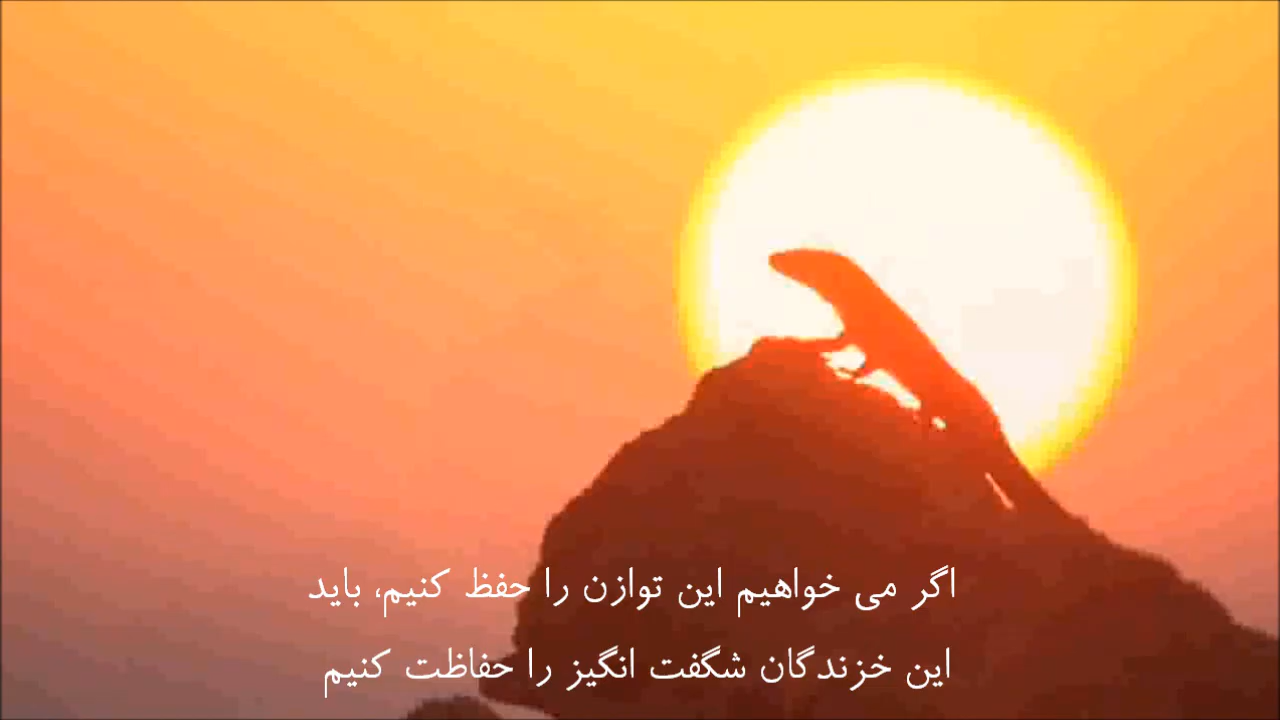 اگر می خواهیم این توازن را حفظ کنیم، باید
این خزندگان شگفت انگیز را حفاظت کنیم